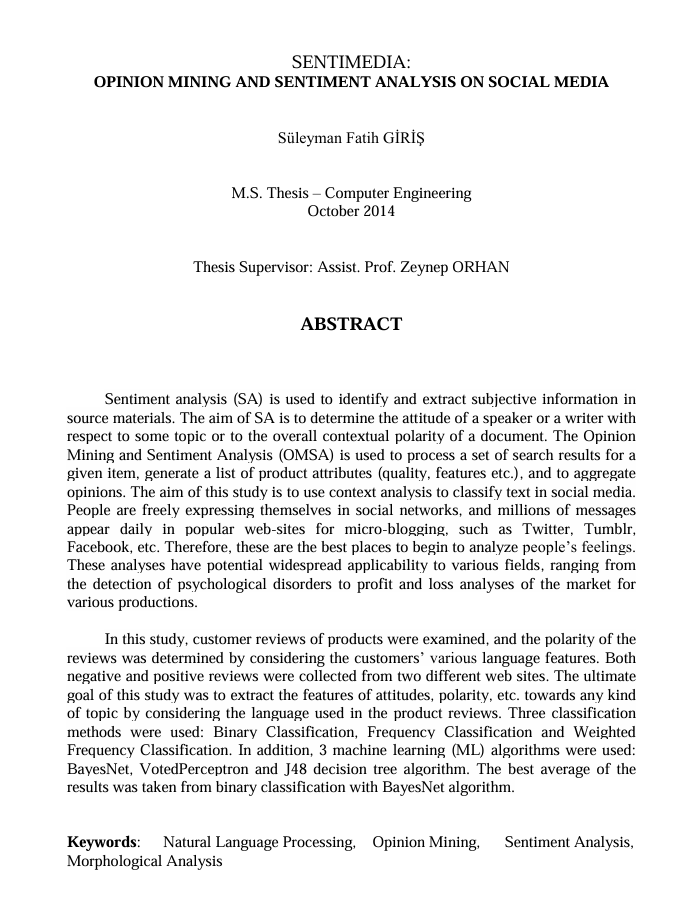 SENTIMEDIA:
OPINION MINING AND SENTIMENT ANALYSIS ON SOCIAL MEDIA
Süleyman Fatih GİRİŞ
M.S. Thesis – Computer Engineering
October 2014
Thesis Supervisor: Assist. Prof. Zeynep ORHAN
ABSTRACT
Sentiment analysis (SA) is used to identify and extract subjective information in
source materials. The aim of SA is to determine the attitude of a speaker or a writer with
respect to some topic or to the overall contextual polarity of a document. The Opinion
Mining and Sentiment Analysis (OMSA) is used to process a set of search results for a
given item, generate a list of product attributes (quality, features etc.), and to aggregate
opinions. The aim of this study is to use context analysis to classify text in social media.
People are freely expressing themselves in social networks, and millions of messages
appear daily in popular web-sites for micro-blogging, such as Twitter, Tumblr,
Facebook, etc. Therefore, these are the best places to begin to analyze people’s feelings.
These analyses have potential widespread applicability to various fields, ranging from
the detection of psychological disorders to profit and loss analyses of the market for
various productions.
In this study, customer reviews of products were examined, and the polarity of the
reviews was determined by considering the customers’ various language features. Both
negative and positive reviews were collected from two different web sites. The ultimate
goal of this study was to extract the features of attitudes, polarity, etc. towards any kind
of topic by considering the language used in the product reviews. Three classification
methods were used: Binary Classification, Frequency Classification and Weighted
Frequency Classification. In addition, 3 machine learning (ML) algorithms were used:
BayesNet, VotedPerceptron and J48 decision tree algorithm. The best average of the
results was taken from binary classification with BayesNet algorithm.
Keywords: Natural Language Processing, Opinion Mining, Sentiment Analysis,
Morphological Analysis